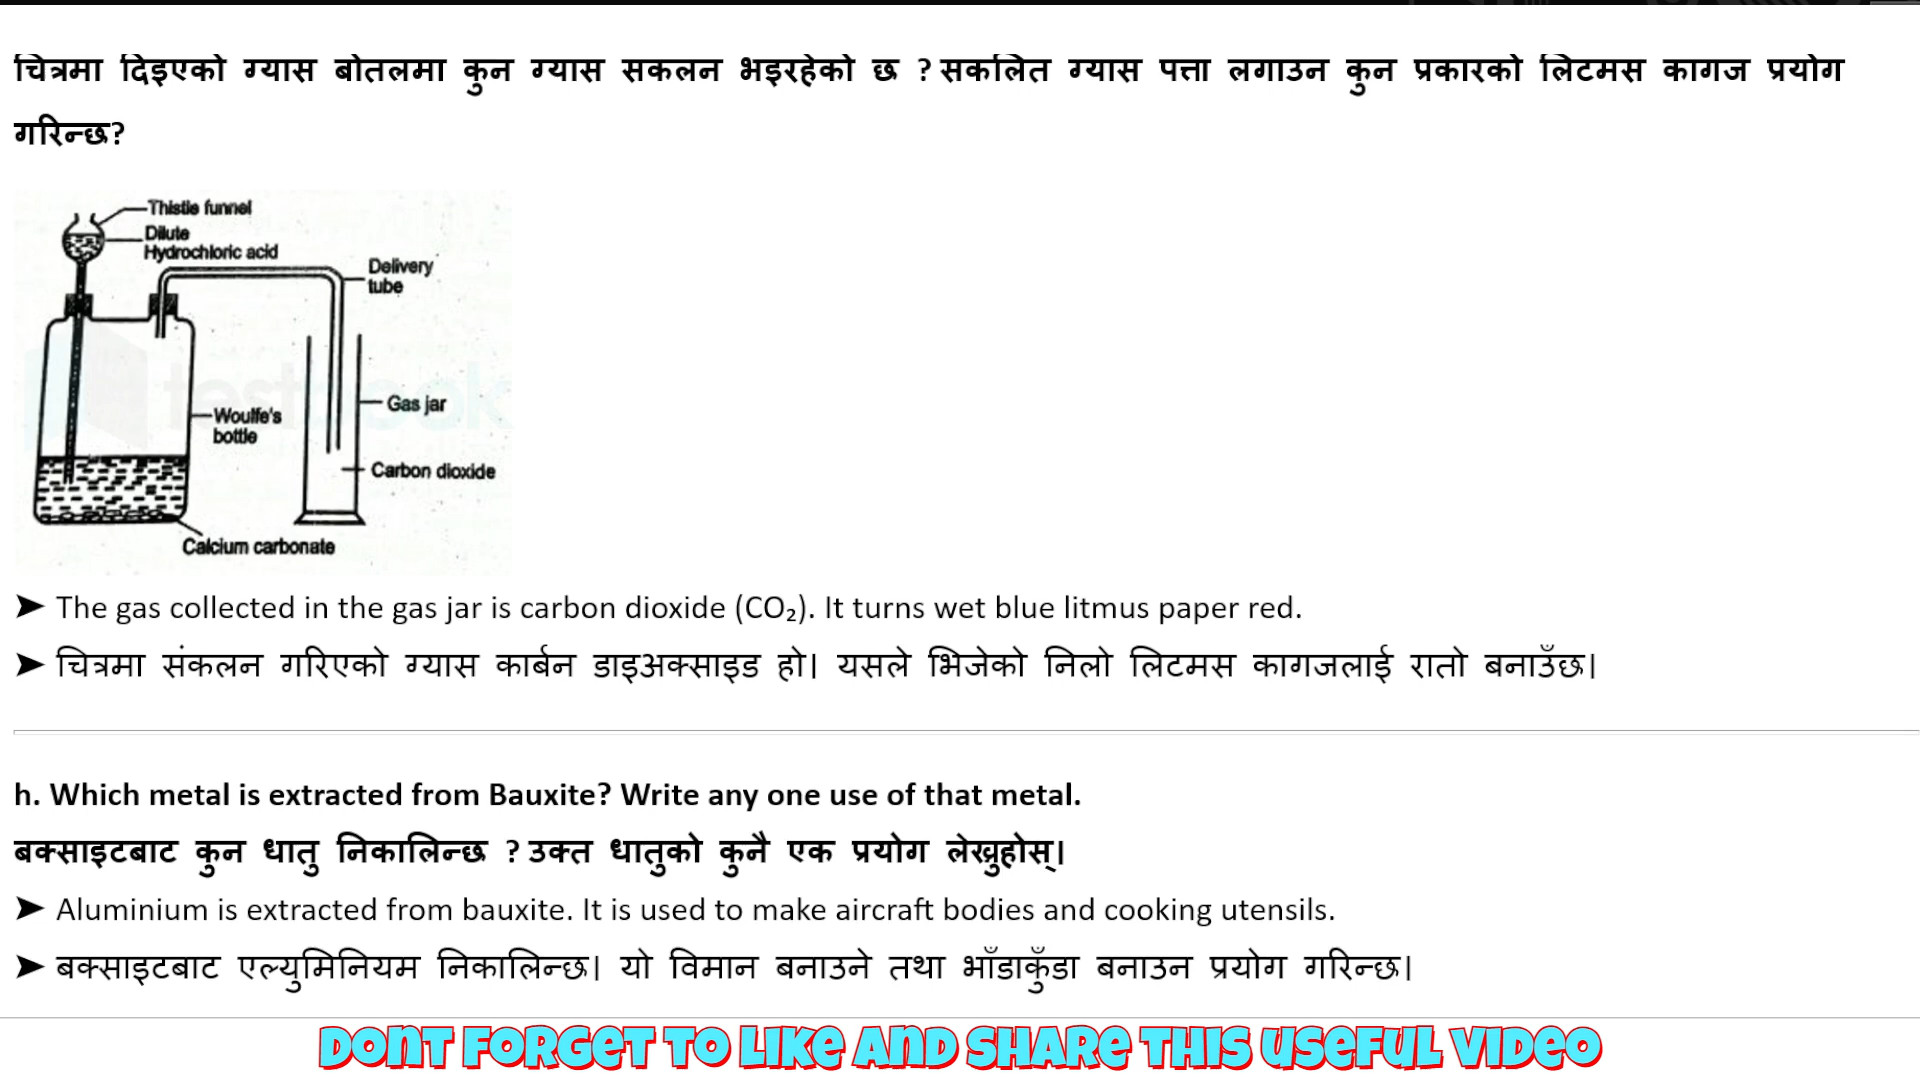 चित्रमा दिइएको ग्यास बोतलमा कुन ग्यास सकलन भइरहेको छ ? सकलित ग्यास पत्ता लगाउन कुन प्रकारको लिटमस कागज प्रयोग
गरिन्छ?
Thistle funnel
Dilute
Hydrochloric acid
Delivery
tube
Gas jar
Woulfe's
bottle
Carbon dioxide
Calcium carbonate
testbook
➤ The gas collected in the gas jar is carbon dioxide (CO₂). It turns wet blue litmus paper red.
➤ चित्रमा संकलन गरिएको ग्यास कार्बन डाइअक्साइड हो। यसले भिजेको निलो लिटमस कागजलाई रातो बनाउँछ।
h. Which metal is extracted from Bauxite? Write any one use of that metal.
बक्साइटबाट कुन धातु निकालिन्छ ? उक्त धातुको कुनै एक प्रयोग लेख्नुहोस्।
➤ Aluminium is extracted from bauxite. It is used to make aircraft bodies and cooking utensils.
➤ बक्साइटबाट एल्युमिनियम निकालिन्छ। यो विमान बनाउने तथा भाँडाकुँडा बनाउन प्रयोग गरिन्छ।
DONT FORGET TO LIKE AND SHARE THIS USEFUL VIDEO